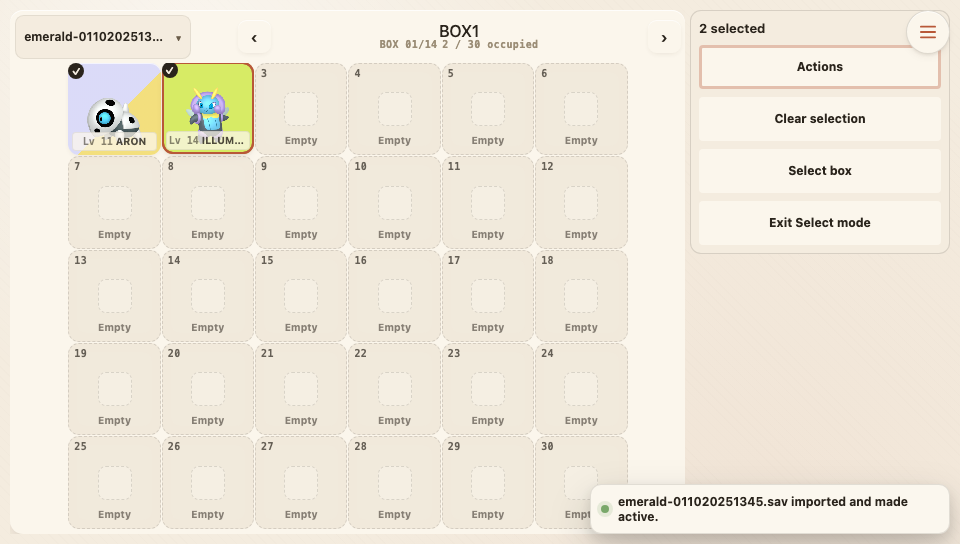 emerald-0110202513...
BOX1
BOX 01/14 2 / 30 occupied
2 selected
Actions
Clear selection
Select box
Exit Select mode
Lv 11 ARON
Lv 14 ILLUM...
3
Empty
4
Empty
5
Empty
6
Empty
7
Empty
8
Empty
9
Empty
10
Empty
11
Empty
12
Empty
13
Empty
14
Empty
15
Empty
16
Empty
17
Empty
18
Empty
19
Empty
20
Empty
21
Empty
22
Empty
23
Empty
24
Empty
25
Empty
26
Empty
27
Empty
28
Empty
29
Empty
30
emerald-011020251345.sav imported and made
active.